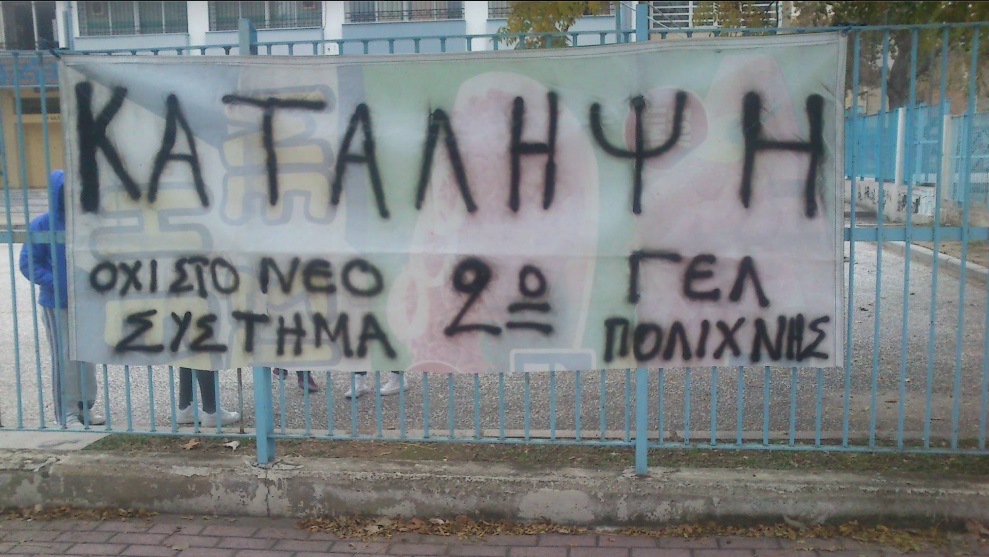 ΚΑΤΑΛΗΨΗ
ΟΧΙ ΣΤΟ ΝΕΟ
ΣΥΣΤΗΜΑ
2ο
ΓΕΛ
ΠΟΛΙΧΝΗΣ